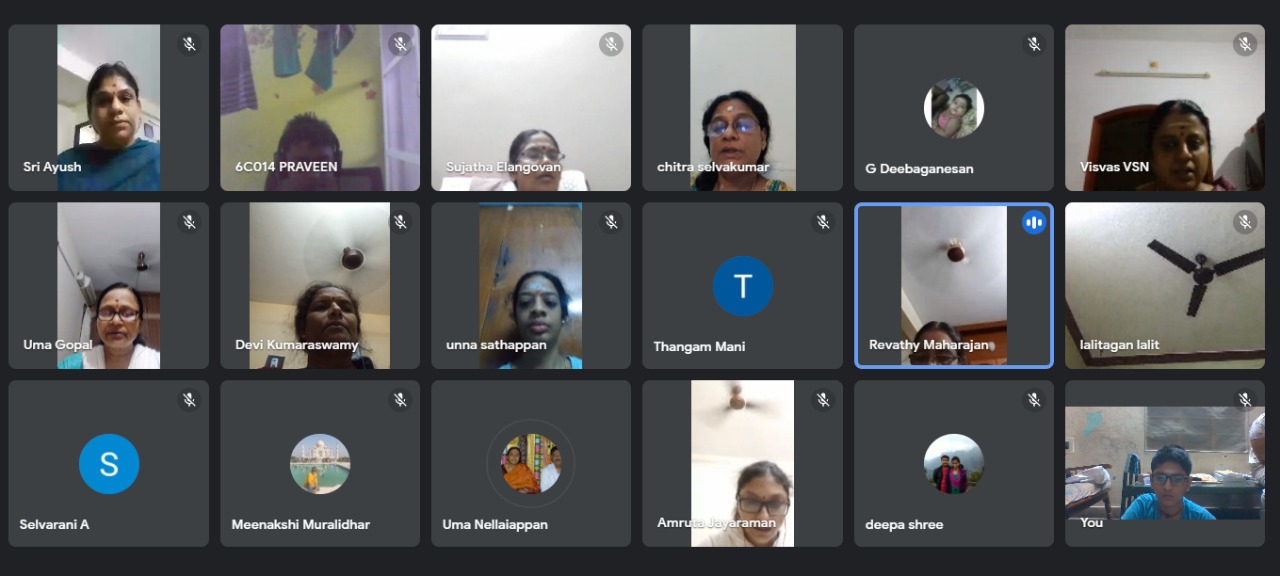 Sri Ayush
6C014 PRAVEEN
Sujatha Elangovan
chitra selvakumar
G Deebaganesan
Visvas VSN
Uma Gopal
Devi Kumaraswamy
unna sathappan
T
Thangam Mani
Revathy Maharajan
lalitagan lalit
S
Selvarani A
Meenakshi Muralidhar
Uma Nellaiappan
Amruta Jayaraman
deepa shree
You